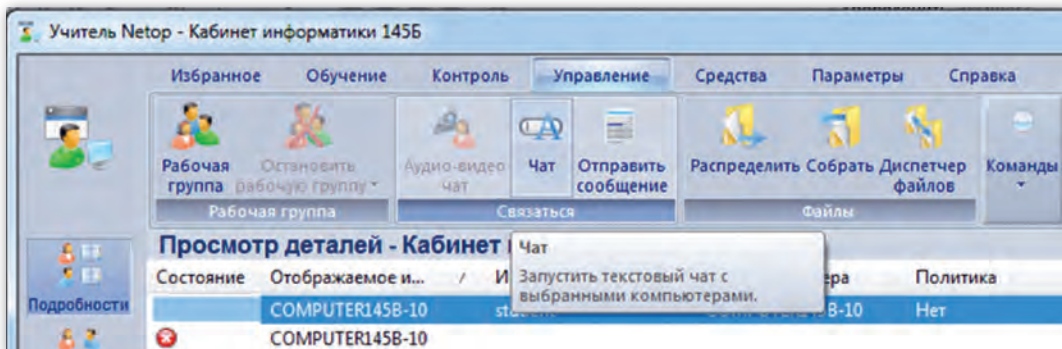 Учитель Netop - Кабинет информатики 145Б
Избранное Обучение Контроль Управление Средства Параметры Справка
Рабочая группа
Остановить рабочую группу
Аудио-видео чат
Чат
Отправить сообщение
Распределить
Собрать
Диспетчер файлов
Команды
Рабочая группа
Связаться
Файлы
Просмотр деталей - Кабинет
Чат
Запустить текстовый чат с
выбранными компьютерами.
Подробности
Состояние Отображаемое и... / И ера Политика
COMPUTER145B-10 Нет
COMPUTER145B-10